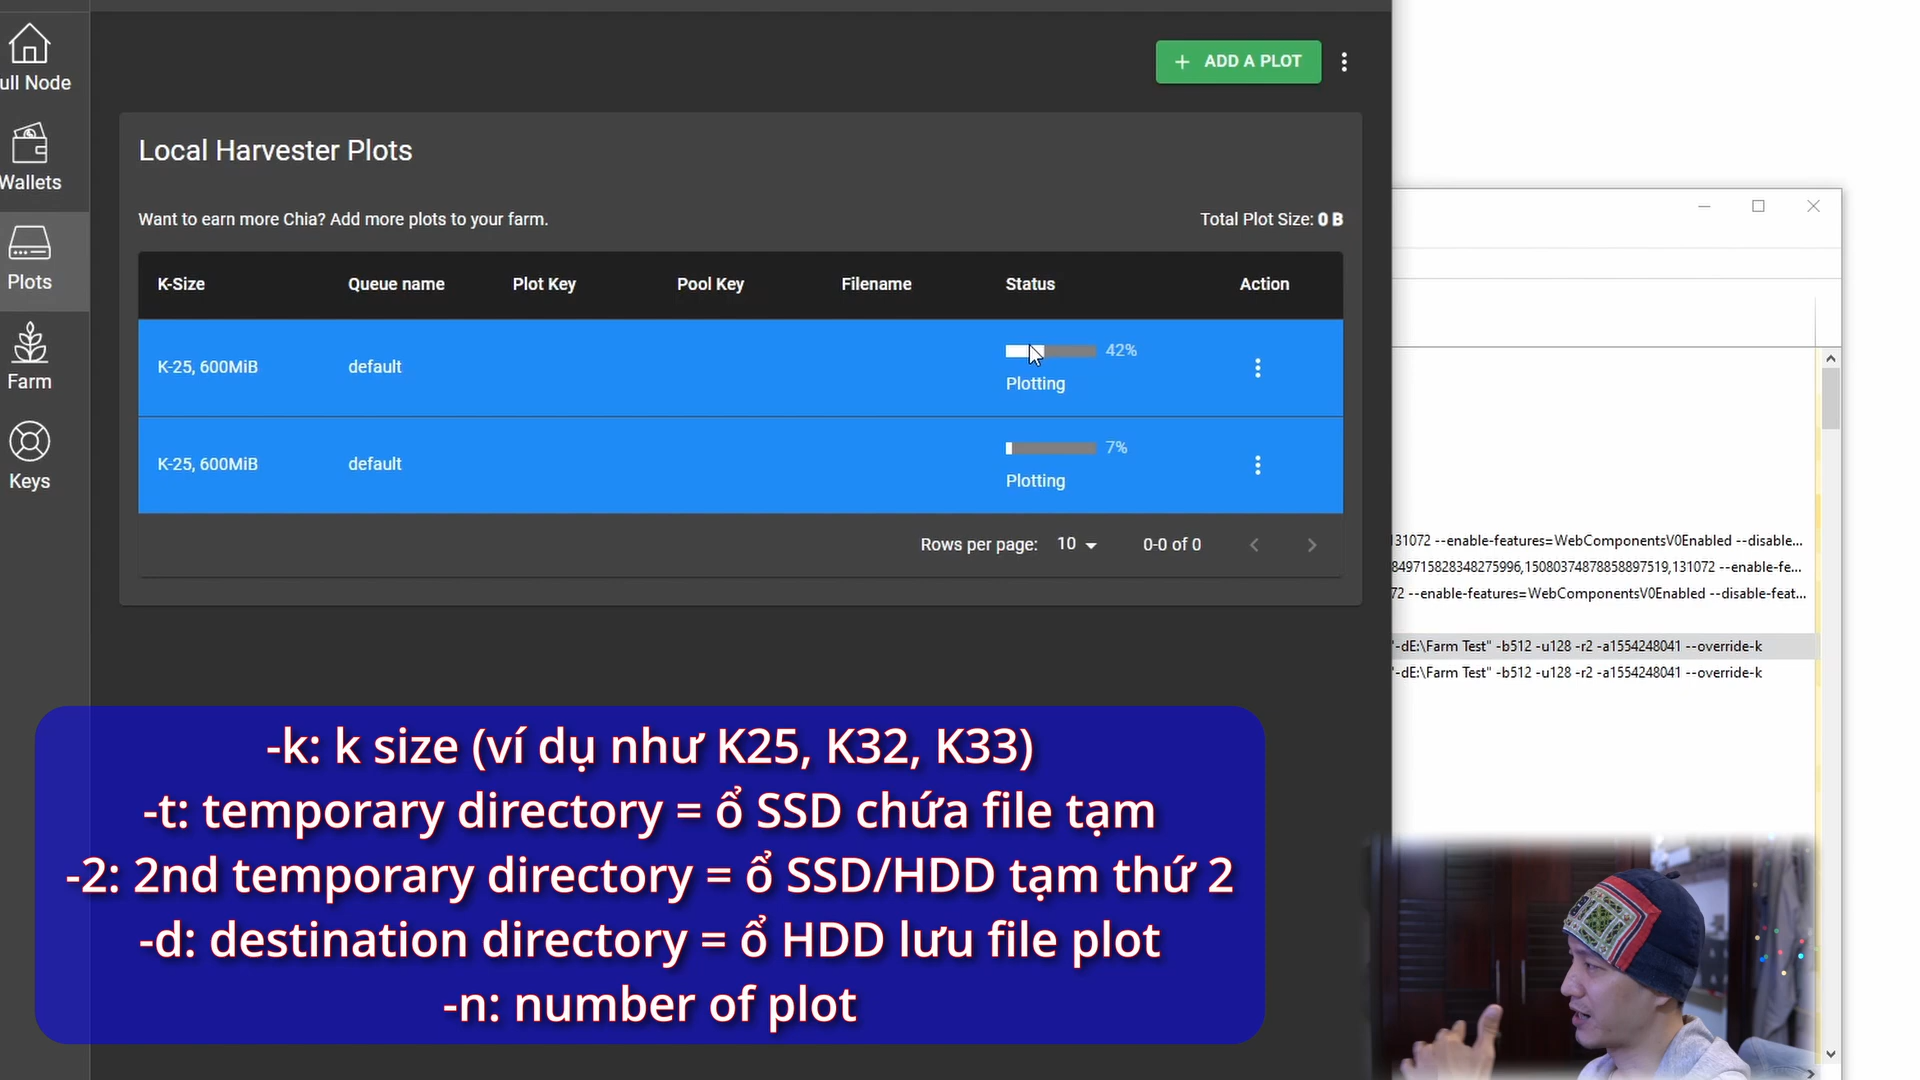 ull Node
Wallets
Plots
Farm
Keys
ADD A PLOT
Local Harvester Plots
Want to earn more Chia? Add more plots to your farm.
Total Plot Size: 0 B
K-Size Queue name Plot Key Pool Key Filename Status Action
K-25, 600MiB default 42%
Plotting
K-25, 600MiB default 7%
Plotting
Rows per page: 10 0-0 of 0
131072 --enable-features=WebComponentsV0Enabled --disable...
849715828348275996,15080374878858897519,131072 --enable-fe...
72 --enable-features=WebComponentsV0Enabled --disable-feat...
"-dE:\Farm Test" -b512 -u128 -r2 -a1554248041 --override-k
"-dE:\Farm Test" -b512 -u128 -r2 -a1554248041 --override-k
-k: k size (ví dụ như K25, K32, K33)
-t: temporary directory = ổ SSD chứa file tạm
-2: 2nd temporary directory = ổ SSD/HDD tạm thứ 2
-d: destination directory = ổ HDD lưu file plot
-n: number of plot